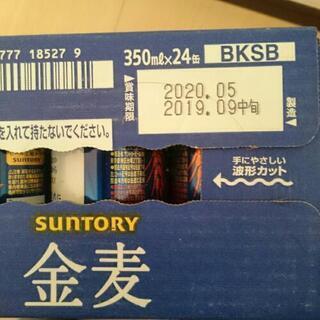 777 18527 9
350ml×24缶
BKSB
賞味期限
2020.05
2019.09中旬
製造
を入れて持たないでください。
手にやさしい
波形カット
SUNTORY
金麦